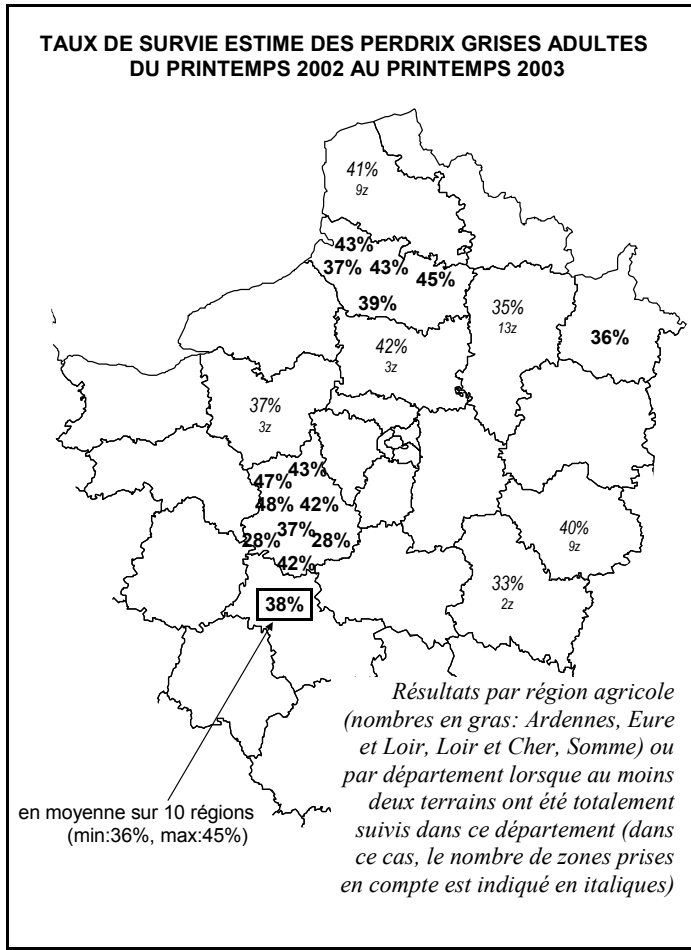 TAUX DE SURVIE ESTIME DES PERDRIX GRISES ADULTES
DU PRINTEMPS 2002 AU PRINTEMPS 2003
41%
9z
43%
37% 43% 45%
39%
35%
13z
36%
42%
3z
37%
3z
43%
47%
48% 42%
37%
28% 28%
42%
40%
9z
33%
2z
38%
Résultats par région agricole
(nombres en gras: Ardennes, Eure
et Loir, Loir et Cher, Somme) ou
par département lorsque au moins
deux terrains ont été totalement
suivis dans ce département (dans
ce cas, le nombre de zones prises
en compte est indiqué en italiques)
en moyenne sur 10 régions
(min:36%, max:45%)